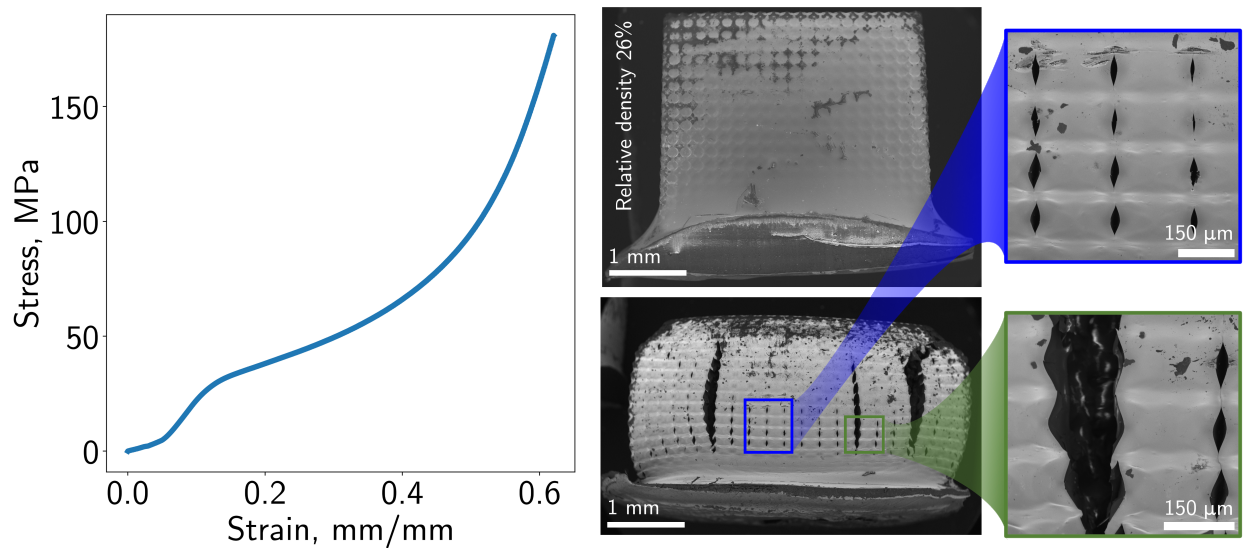 Stress, MPa
150
100
50
0
0.0 0.2 0.4 0.6
Strain, mm/mm
Relative density 26%
1 mm
150 µm
1 mm
150 µm